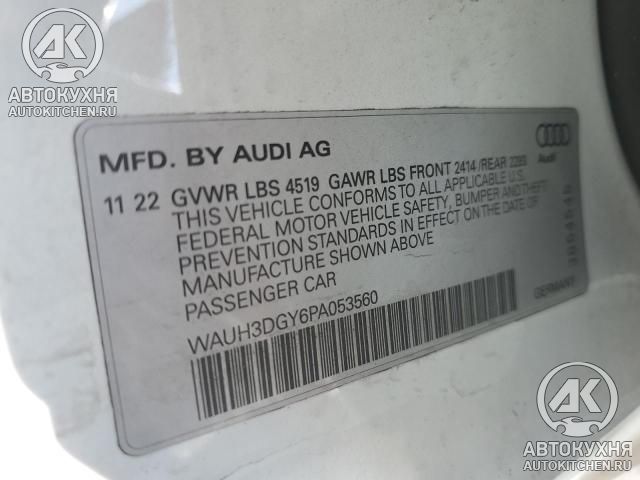 AK
АВТОКУХНЯ
AUTOKITCHEN.RU
MFD. BY AUDI AG
Audi
11 22 GVWR LBS 4519 GAWR LBS FRONT 2414 / REAR
THIS VEHICLE CONFORMS TO ALL APPLICABLE U.S.
FEDERAL MOTOR VEHICLE SAFETY, BUMPER AND THEFT
PREVENTION STANDARDS IN EFFECT ON THE DATE OF
MANUFACTURE SHOWN ABOVE
PASSENGER CAR
WAUH3DGY6PA053560
GERMANY
AK
АВТОКУХНЯ
AUTOKITCHEN.RU